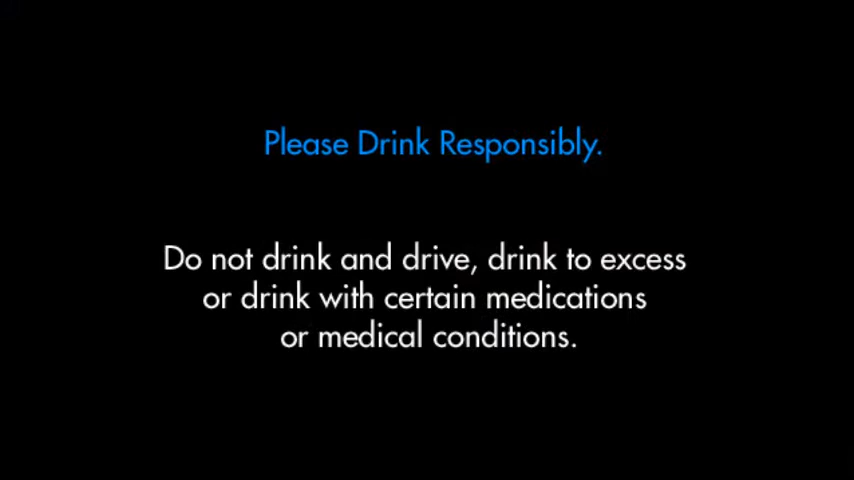 Please Drink Responsibly.
Do not drink and drive, drink to excess
or drink with certain medications
or medical conditions.